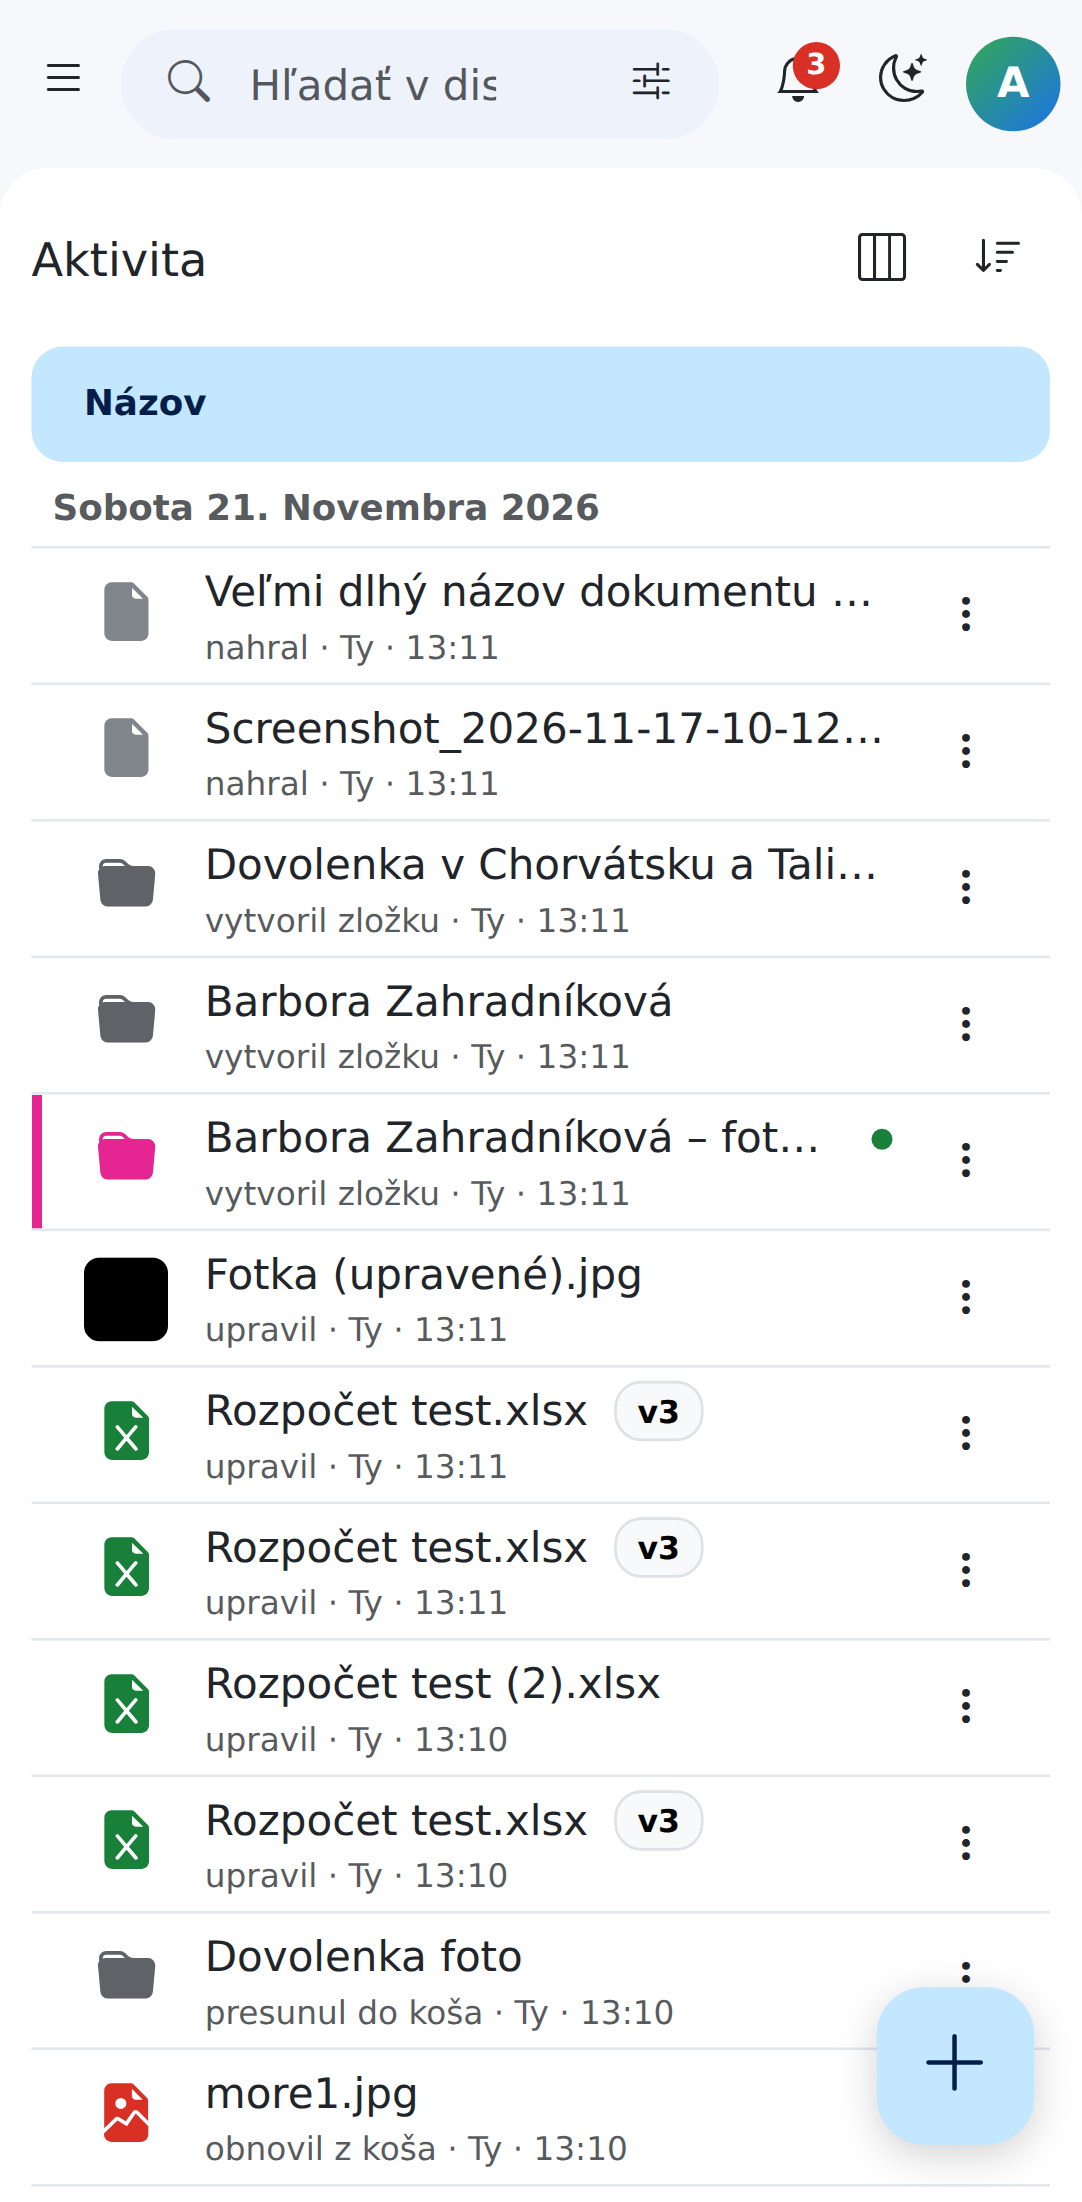 Hľadať v dis
3
A
Aktivita
Názov
Sobota 21. Novembra 2026
Veľmi dlhý názov dokumentu ...
nahral · Ty · 13:11
Screenshot_2026-11-17-10-12...
nahral · Ty · 13:11
Dovolenka v Chorvátsku a Tali...
vytvoril zložku · Ty · 13:11
Barbora Zahradníková
vytvoril zložku · Ty · 13:11
Barbora Zahradníková – fot...
vytvoril zložku · Ty · 13:11
Fotka (upravené).jpg
upravil · Ty · 13:11
Rozpočet test.xlsx v3
upravil · Ty · 13:11
Rozpočet test.xlsx v3
upravil · Ty · 13:11
Rozpočet test (2).xlsx
upravil · Ty · 13:10
Rozpočet test.xlsx v3
upravil · Ty · 13:10
Dovolenka foto
presunul do koša · Ty · 13:10
more1.jpg
obnovil z koša · Ty · 13:10